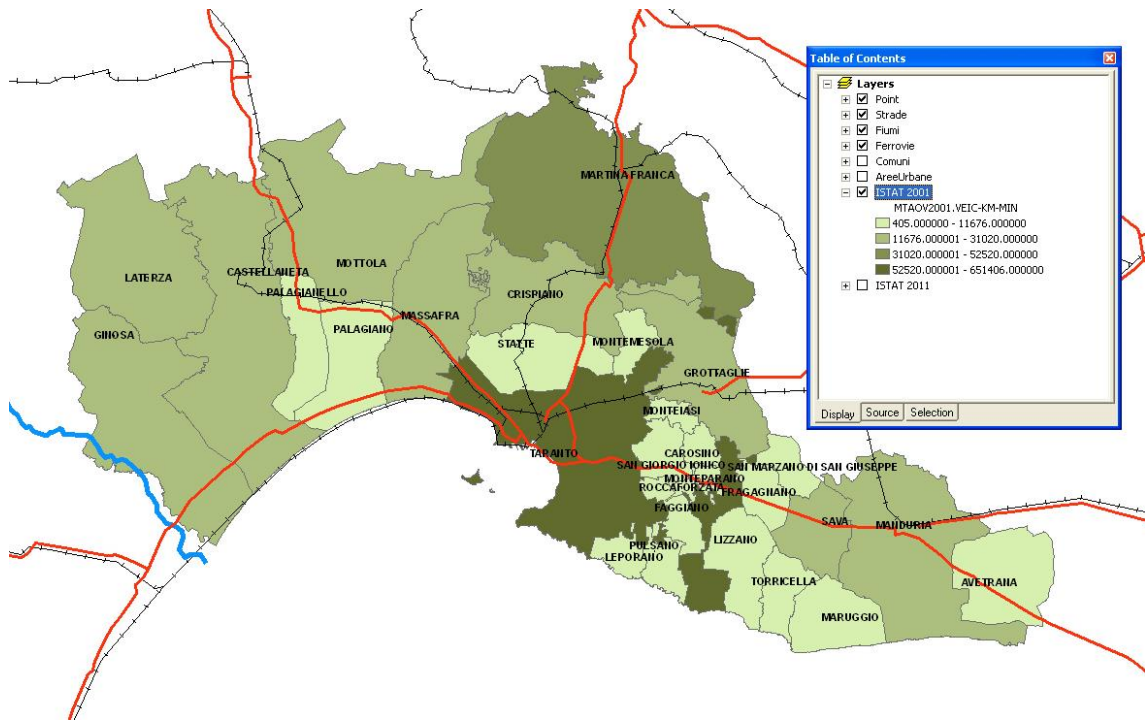 Table of Contents
Layers
Point
Strade
Fiumi
Ferrovie
Comuni
AreeUrbane
ISTAT 2001
MTAOV2001.VEIC-KM-MIN
405.000000 - 11676.000000
11676.000001 - 31020.000000
31020.000001 - 52520.000000
52520.000001 - 651406.000000
ISTAT 2011
Display Source Selection
MARTINA FRANCA
MOTTOLA
LATERZA
CASTELLANETA
PALAGIANELLO
CRISPIANO
MASSAFRA
GINOSA
PALAGIANO
STATTE
MONTEMESOLA
GROTTAGLIE
MONTEIASI
TARANTO
CAROSINO
SAN GIORGIO IONICO
SAN MARZANO DI SAN GIUSEPPE
MONTEPARANO
ROCCAFORZATA
FRAGAGNANO
FAGGIANO
SAVA
MANDURIA
PULSANO
LIZZANO
LEPORANO
TORRICELLA
AVETRANA
MARUGGIO